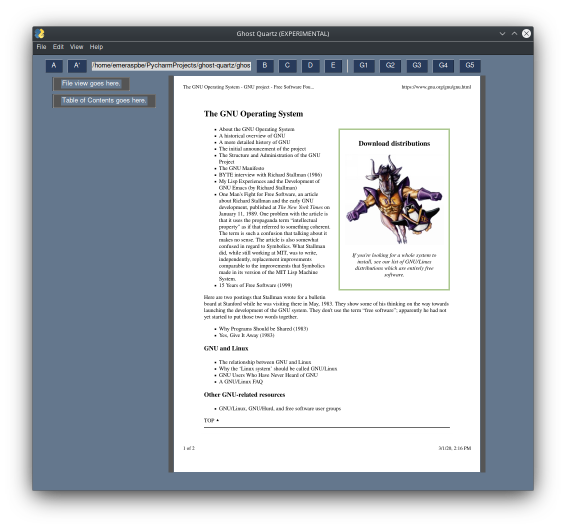 Ghost Quartz (EXPERIMENTAL)
File Edit View Help
A A' /home/emeraspbe/PycharmProjects/ghost-quartz/ghos B C D E G1 G2 G3 G4 G5
File view goes here.
Table of Contents goes here.
The GNU Operating System - GNU project - Free Software Fou... https://www.gnu.org/gnu/gnu.html
The GNU Operating System
• About the GNU Operating System
• A historical overview of GNU
• A more detailed history of GNU
• The initial announcement of the project
• The Structure and Administration of the GNU
Project
• The GNU Manifesto
• BYTE interview with Richard Stallman (1986)
• My Lisp Experiences and the Development of
GNU Emacs (by Richard Stallman)
• One Man's Fight for Free Software, an article
about Richard Stallman and the early GNU
development, published at The New York Times on
January 11, 1989. One problem with the article is
that it uses the propaganda term "intellectual
property" as if that referred to something coherent.
The term is such a confusion that talking about it
makes no sense. The article is also somewhat
confused in regard to Symbolics. What Stallman
did, while still working at MIT, was to write,
independently, replacement improvements
comparable to the improvements that Symbolics
made in its version of the MIT Lisp Machine
System.
• 15 Years of Free Software (1999)
Download distributions
If you're looking for a whole system to
install, see our list of GNU/Linux
distributions which are entirely free
software.
Here are two postings that Stallman wrote for a bulletin
board at Stanford while he was visiting there in May, 1983. They show some of his thinking on the way towards
launching the development of the GNU system. They don't use the term "free software"; apparently he had not
yet started to put those two words together.
• Why Programs Should be Shared (1983)
• Yes, Give It Away (1983)
GNU and Linux
• The relationship between GNU and Linux
• Why the 'Linux system' should be called GNU/Linux
• GNU Users Who Have Never Heard of GNU
• A GNU/Linux FAQ
Other GNU-related resources
• GNU/Linux, GNU/Hurd, and free software user groups
TOP
1 of 2 3/1/20, 2:16 PM